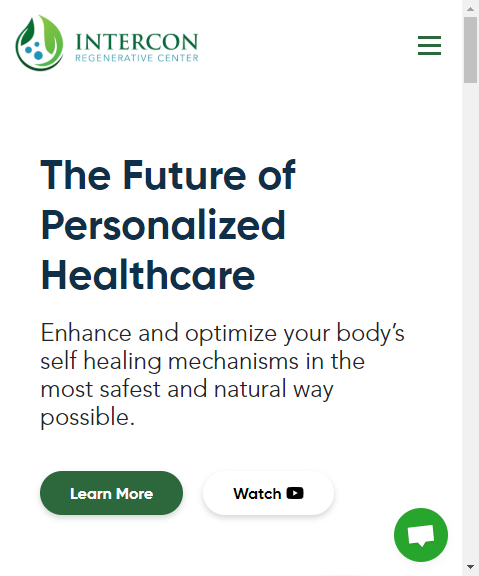 INTERCON
REGENERATIVE CENTER
The Future of
Personalized
Healthcare
Enhance and optimize your body’s
self healing mechanisms in the
most safest and natural way
possible.
Learn More
Watch